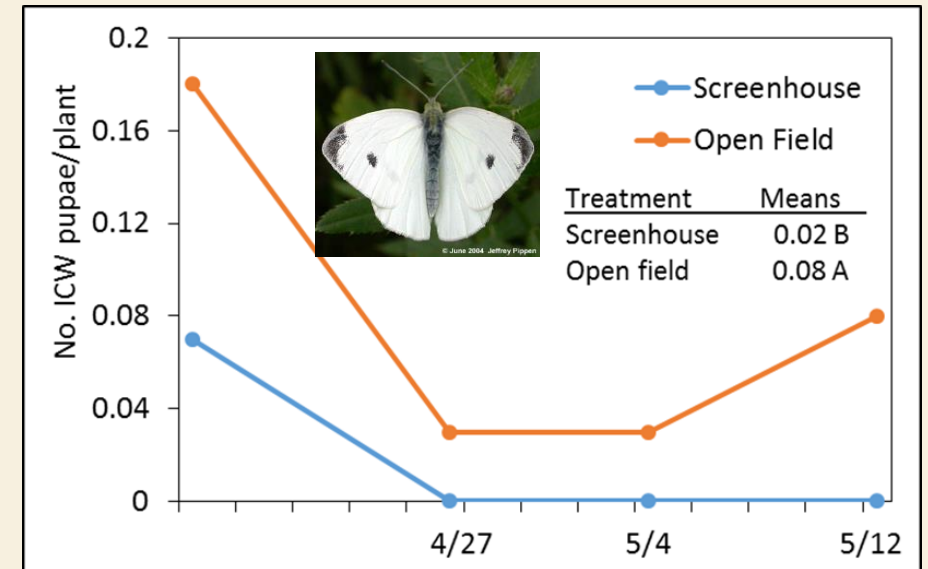 No. ICW pupae/plant
0.2
0.16
0.12
0.08
0.04
0
4/27 5/4 5/12
Screenhouse
Open Field
Treatment Means
Screenhouse 0.02 B
Open field 0.08 A
© June 2004 Jeffrey Pippen